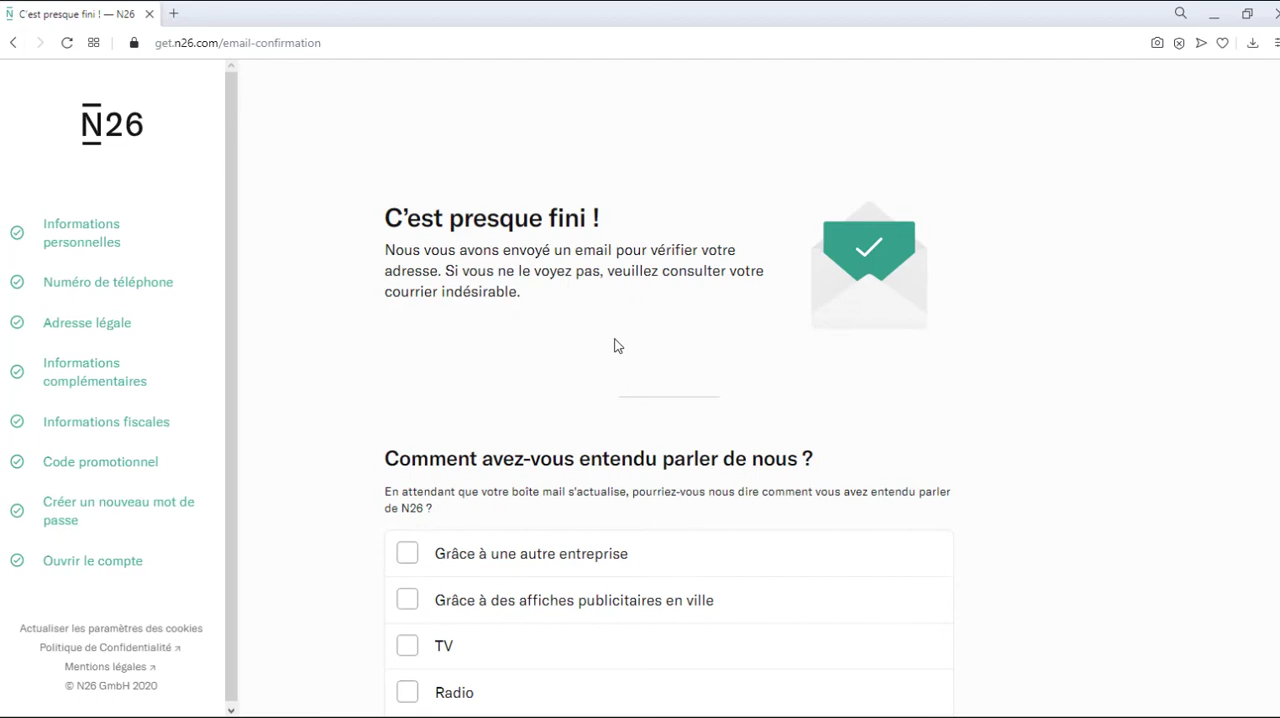 C'est presque fini ! — N26
get.n26.com/email-confirmation
N26
Informations
personnelles
Numéro de téléphone
Adresse légale
Informations
complémentaires
Informations fiscales
Code promotionnel
Créer un nouveau mot de
passe
Ouvrir le compte
Actualiser les paramètres des cookies
Politique de Confidentialité
Mentions légales
© N26 GmbH 2020
C'est presque fini !
Nous vous avons envoyé un email pour vérifier votre
adresse. Si vous ne le voyez pas, veuillez consulter votre
courrier indésirable.
Comment avez-vous entendu parler de nous ?
En attendant que votre boîte mail s'actualise, pourriez-vous nous dire comment vous avez entendu parler
de N26 ?
Grâce à une autre entreprise
Grâce à des affiches publicitaires en ville
TV
Radio